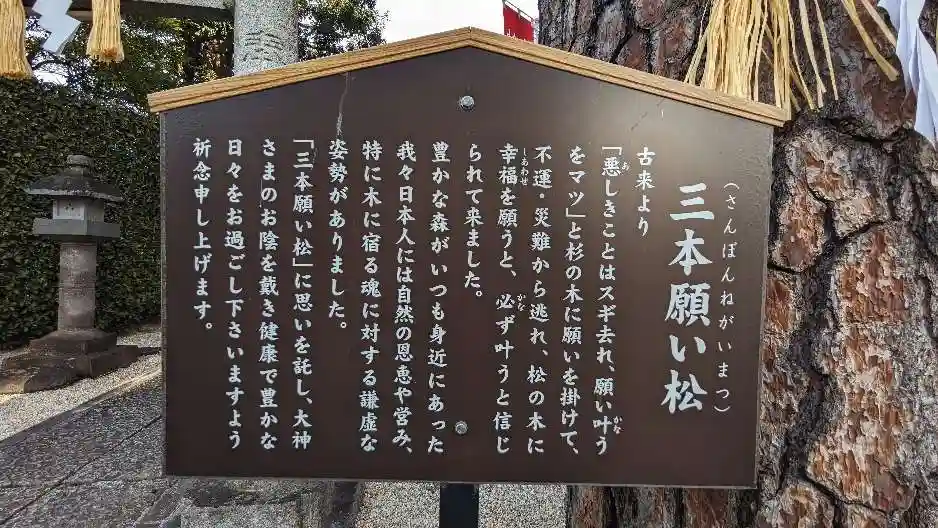 三本願い松
(さんぼんねがいまつ)
古来より
「悪しきことはスギ去れ、願い叶う
をマツ」と杉の木に願いを掛けて、
不運・災難から逃れ、松の木に
幸福を願うと、必ず叶うと信じ
られて来ました。
豊かな森がいつも身近にあった
我々日本人には自然の恩恵や営み、
特に木に宿る魂に対する謙虚な
姿勢がありました。
「三本願い松」に思いを託し、大神
さまのお陰を戴き健康で豊かな
日々をお過ごし下さいますよう
祈念申し上げます。